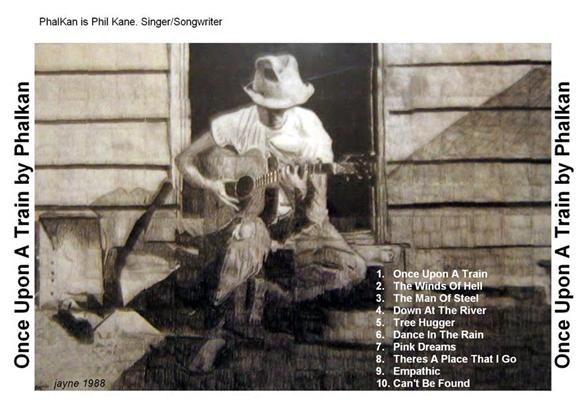 PhalKan is Phil Kane. Singer/Songwriter
Once Upon A Train by Phalkan
1. Once Upon A Train
2. The Winds Of Hell
3. The Man Of Steel
4. Down At The River
5. Tree Hugger
6. Dance In The Rain
7. Pink Dreams
8. Theres A Place That I Go
9. Empathic
10. Can't Be Found
jayne 1988
Once Upon A Train by Phalkan